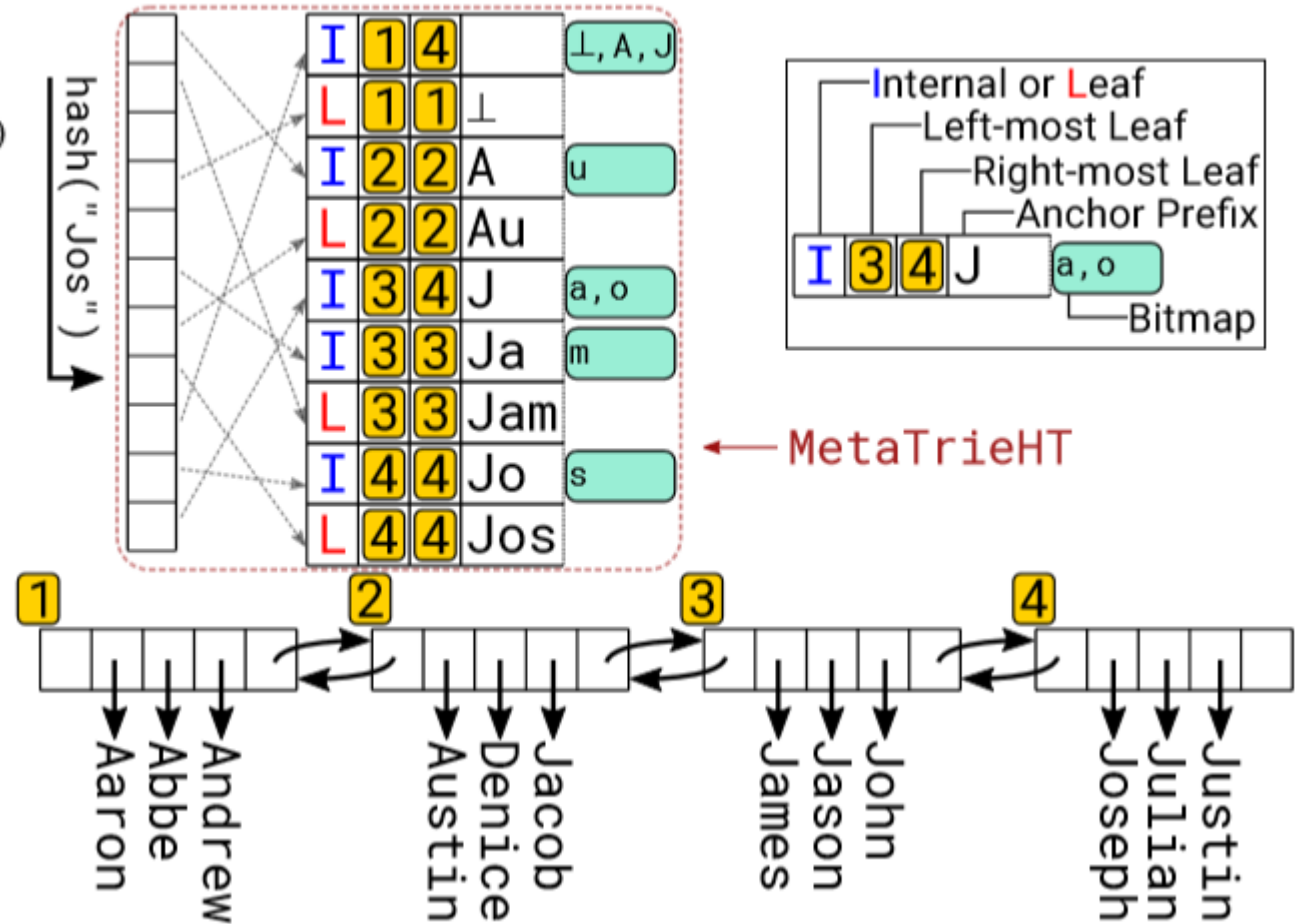 )
hash("Jos")
I 1 4 ⊥,A,J
L 1 1 ⊥
I 2 2 A u
L 2 2 Au
I 3 4 J a,o
I 3 3 Ja m
L 3 3 Jam
I 4 4 Jo s
L 4 4 Jos
Internal or Leaf
Left-most Leaf
Right-most Leaf
Anchor Prefix
I 3 4 J a,o
Bitmap
MetaTrieHT
1 2 3 4
Aaron
Abbe
Andrew
Austin
Denice
Jacob
James
Jason
John
Joseph
Julian
Justin